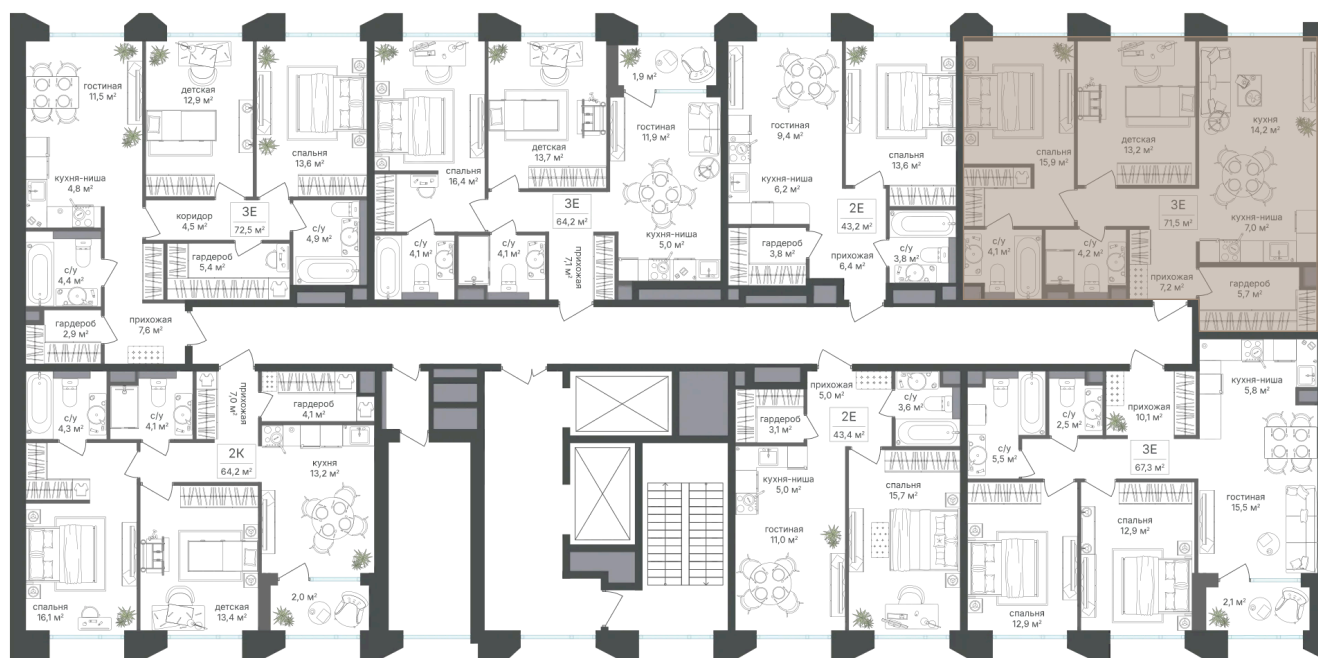 гостиная
11,5 м²
кухня-ниша
4,8 м²
с/у
4,4 м²
гардероб
2,9 м²
прихожая
7,6 м²
детская
12,9 м²
спальня
13,6 м²
коридор
4,5 м²
3Е
72,5 м²
с/у
4,9 м²
гардероб
5,4 м²
спальня
16,4 м²
детская
13,7 м²
1,9 м²
гостиная
11,9 м²
3Е
64,2 м²
кухня-ниша
5,0 м²
с/у
4,1 м²
с/у
4,1 м²
прихожая
7,1 м²
гостиная
9,4 м²
кухня-ниша
6,2 м²
спальня
13,6 м²
2Е
43,2 м²
гардероб
3,8 м²
прихожая
6,4 м²
с/у
3,8 м²
спальня
15,9 м²
детская
13,2 м²
кухня
14,2 м²
3Е
71,5 м²
кухня-ниша
7,0 м²
с/у
4,1 м²
с/у
4,2 м²
прихожая
7,2 м²
гардероб
5,7 м²
с/у
4,3 м²
с/у
4,1 м²
прихожая
7,0 м²
гардероб
4,1 м²
2К
64,2 м²
кухня
13,2 м²
спальня
16,1 м²
детская
13,4 м²
2,0 м²
прихожая
5,0 м²
гардероб
3,1 м²
2Е
43,4 м²
с/у
3,6 м²
кухня-ниша
5,0 м²
гостиная
11,0 м²
спальня
15,7 м²
с/у
5,5 м²
с/у
2,5 м²
прихожая
10,1 м²
3Е
67,3 м²
кухня-ниша
5,8 м²
гостиная
15,5 м²
спальня
12,9 м²
спальня
12,9 м²
2,1 м²